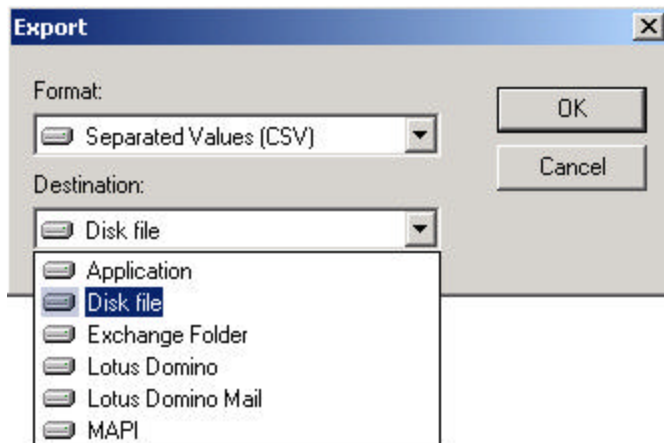 Export
Format:
OK
Separated Values (CSV)
Cancel
Destination:
Disk file
Application
Disk file
Exchange Folder
Lotus Domino
Lotus Domino Mail
MAPI